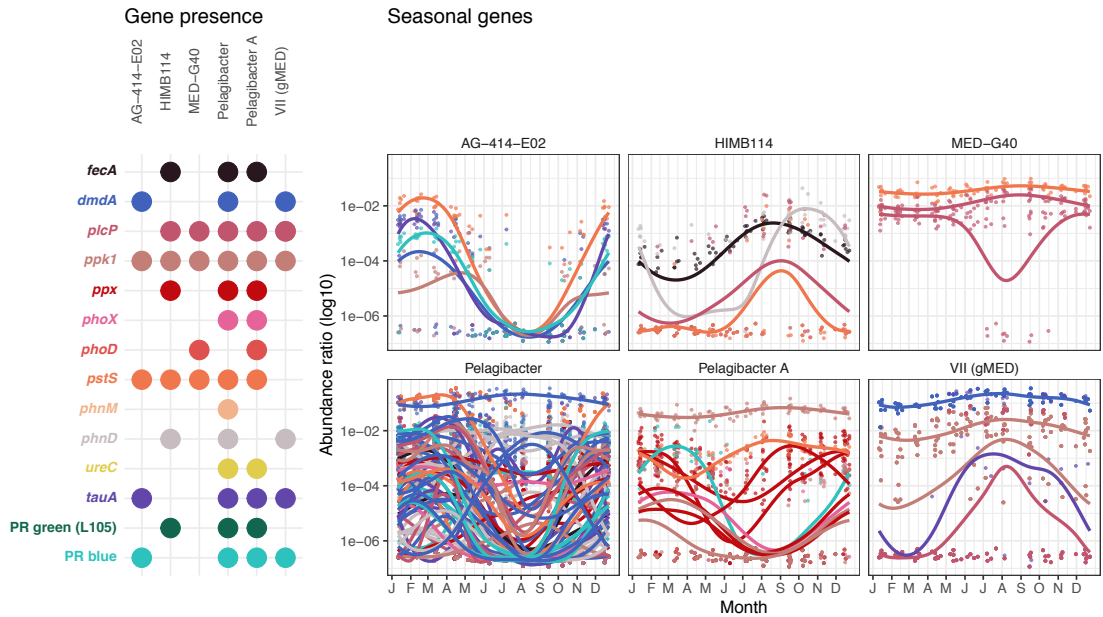 Gene presence
Seasonal genes
AG−414−E02
HIMB114
MED−G40
Pelagibacter
Pelagibacter A
VII (gMED)
fecA
dmdA
plcP
ppk1
ppx
phoX
phoD
pstS
phnM
phnD
ureC
tauA
PR green (L105)
PR blue
Abundance ratio (log10)
AG−414−E02
HIMB114
MED−G40
1e−02
1e−04
1e−06
Pelagibacter
Pelagibacter A
VII (gMED)
1e−02
1e−04
1e−06
J F M A M J J A S O N D
J F M A M J J A S O N D
J F M A M J J A S O N D
Month